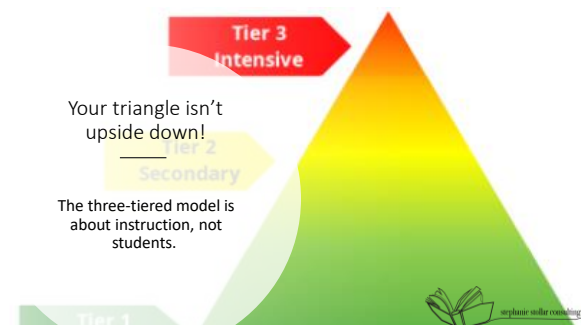 Tier 3
Intensive
Your triangle isn't
upside down!
Tier 2
Secondary
The three-tiered model is
about instruction, not
students.
Tier 1
stephanie stollar consulting